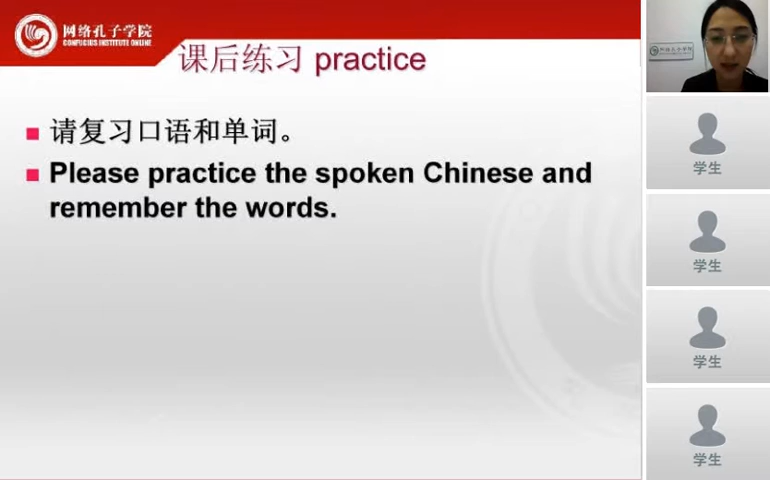 网络孔子学院
CONFUCIUS INSTITUTE ONLINE
课后练习 practice
请复习口语和单词。
Please practice the spoken Chinese and
remember the words.
学生
学生
学生
学生